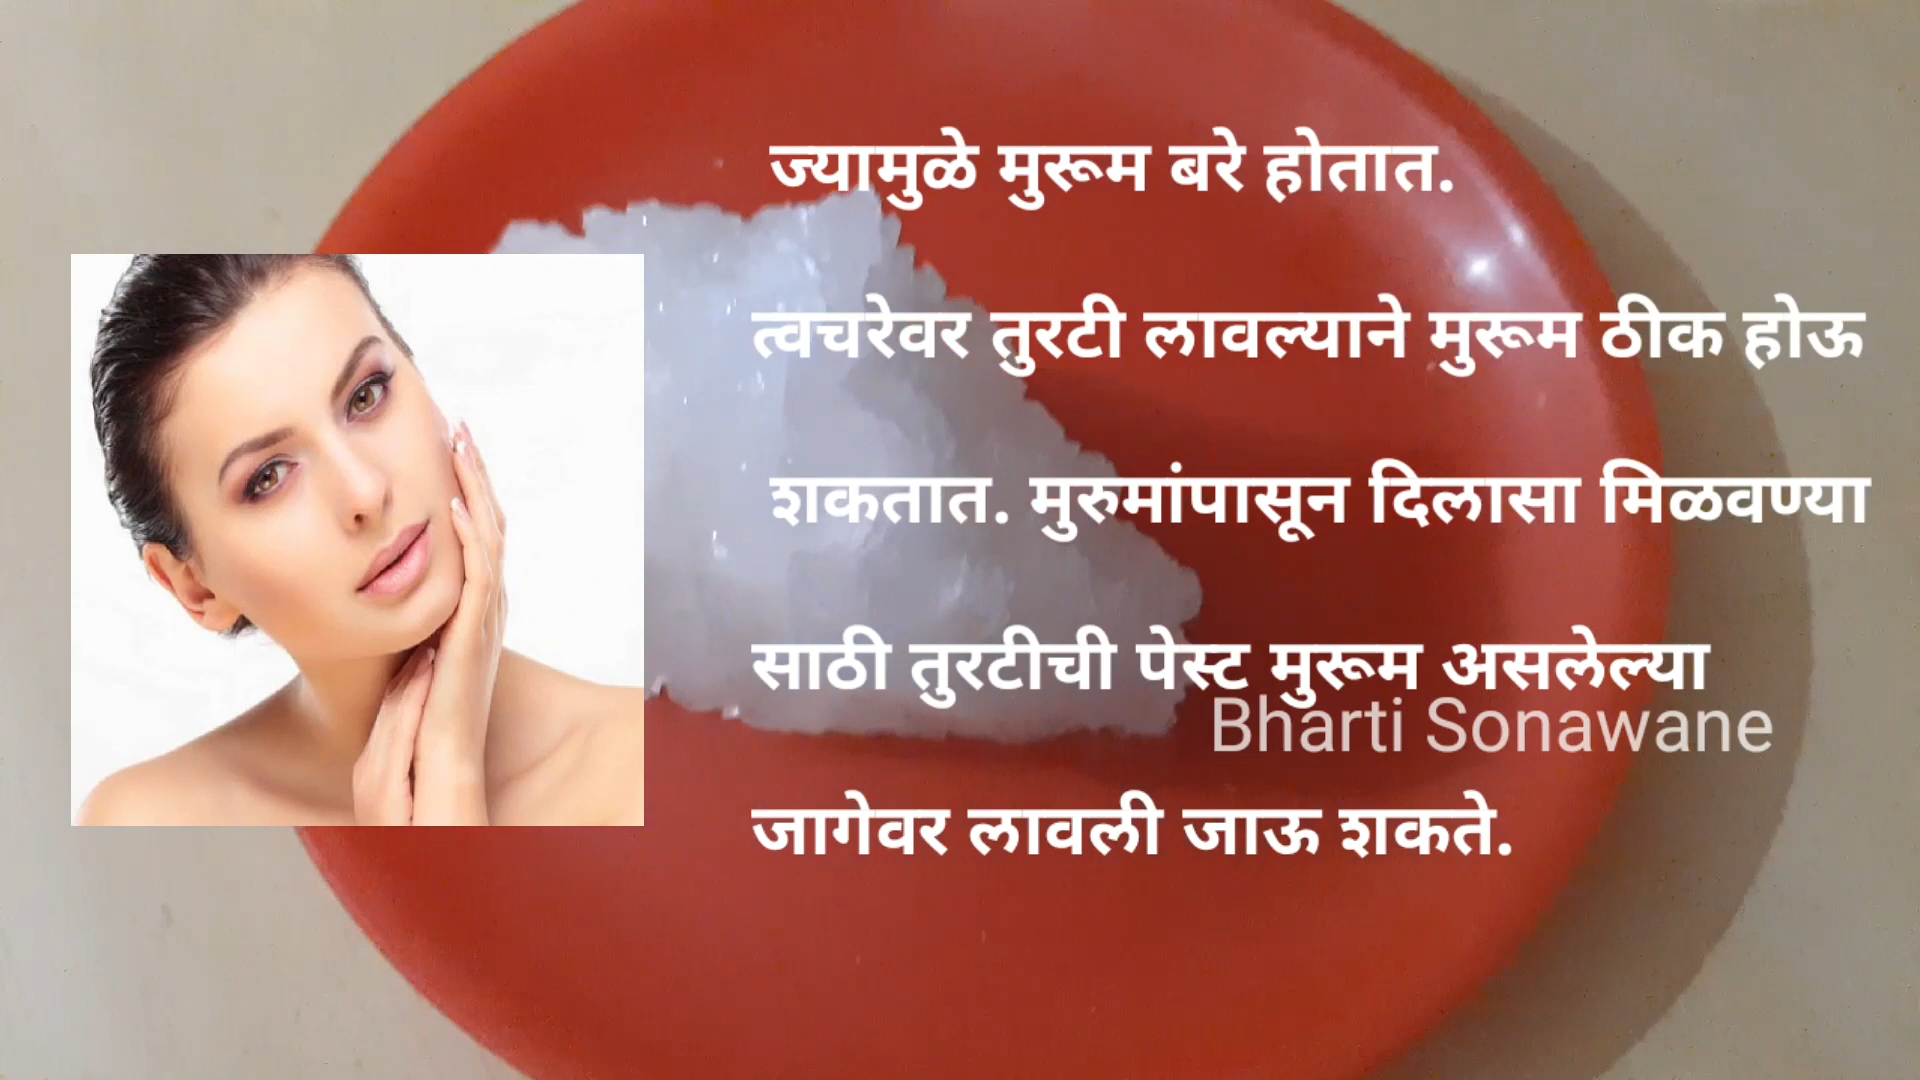 ज्यामुळे मुरूम बरे होतात.
त्वचरेवर तुरटी लावल्याने मुरूम ठीक होऊ
शकतात. मुरुमांपासून दिलासा मिळवण्या
साठी तुरटीची पेस्ट मुरूम असलेल्या
Bharti Sonawane
जागेवर लावली जाऊ शकते.